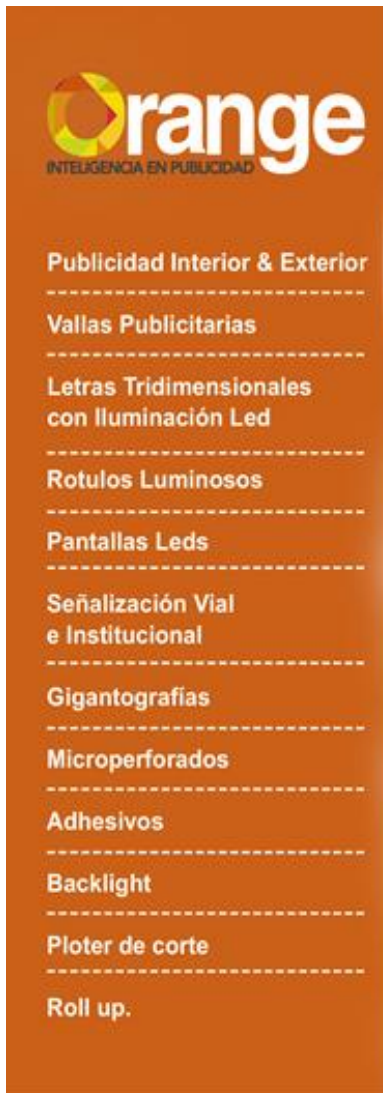 Orange
INTELIGENCIA EN PUBLICIDAD
Publicidad Interior & Exterior
Vallas Publicitarias
Letras Tridimensionales
con Iluminación Led
Rotulos Luminosos
Pantallas Leds
Señalización Vial
e Institucional
Gigantografías
Microperforados
Adhesivos
Backlight
Ploter de corte
Roll up.